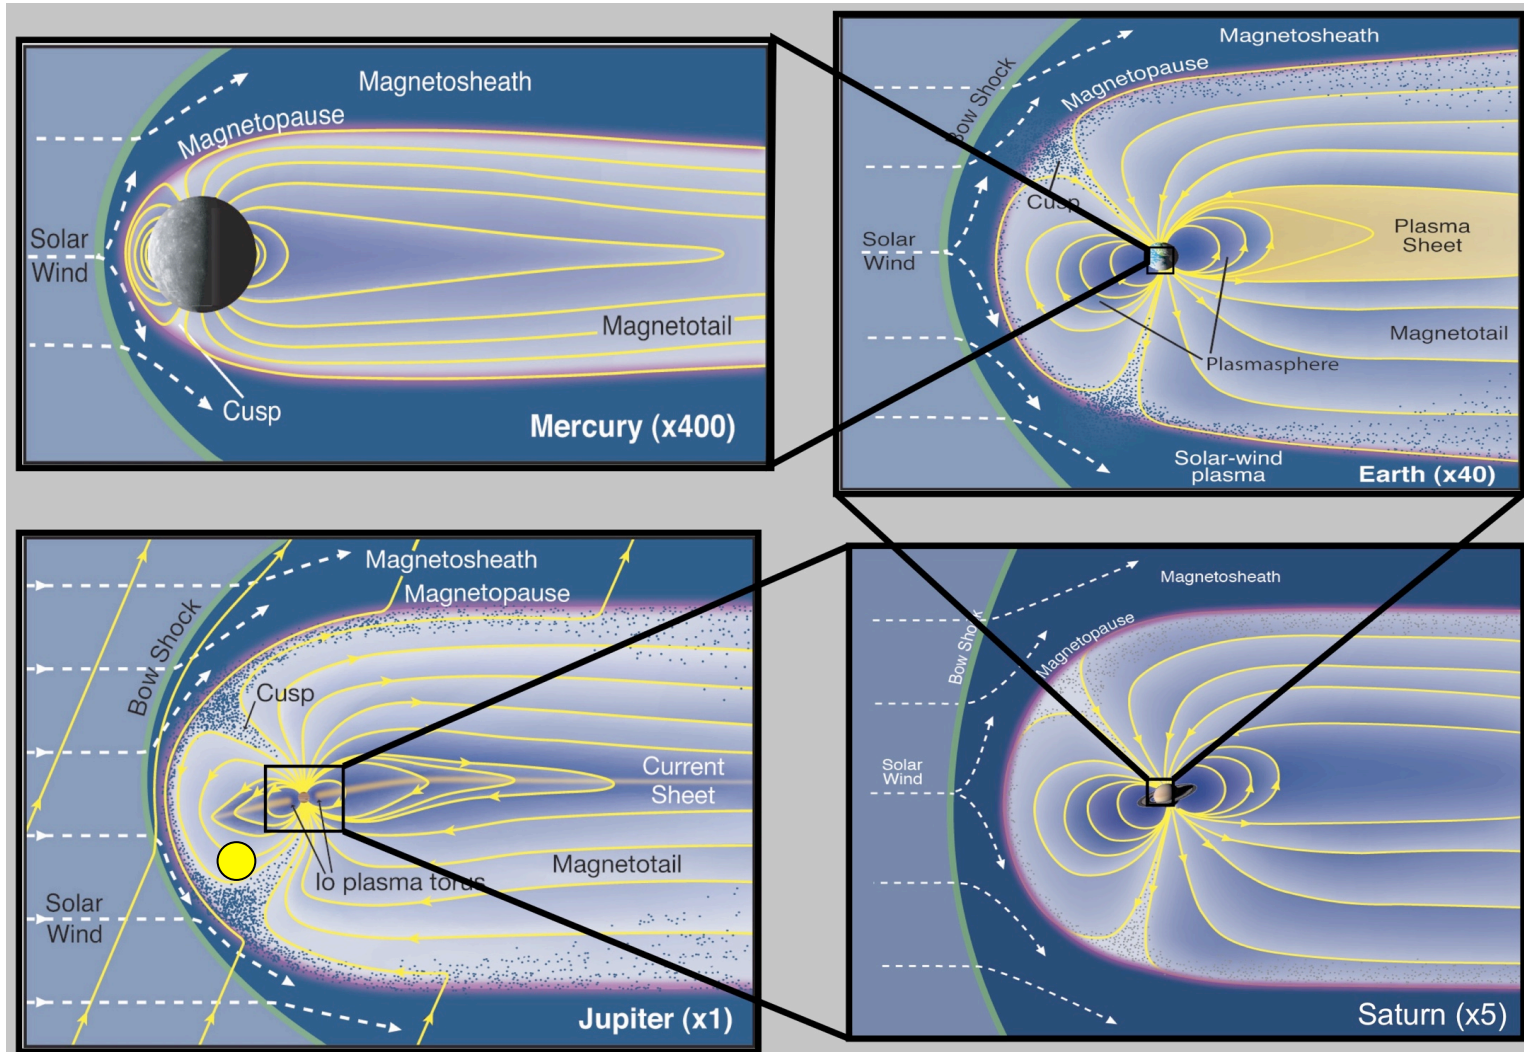 Magnetosheath
Magnetopause
Solar
Wind
Magnetotail
Cusp
Mercury (x400)
Magnetosheath
Bow Shock
Magnetopause
Cusp
Solar
Wind
Plasma
Sheet
Magnetotail
Plasmasphere
Solar-wind
plasma
Earth (x40)
Magnetosheath
Magnetopause
Bow Shock
Cusp
Current
Sheet
Magnetotail
Io plasma torus
Solar
Wind
Jupiter (x1)
Magnetosheath
Magnetopause
Bow Shock
Solar
Wind
Saturn (x5)